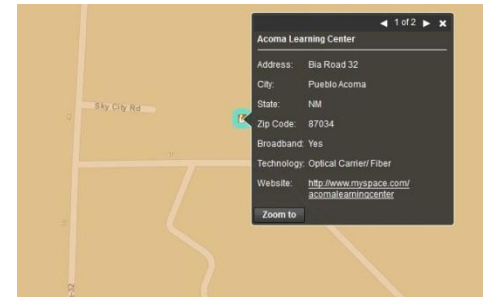 1 of 2
Acoma Learning Center
Address: Bia Road 32
City: Pueblo Acoma
State: NM
Zip Code: 87034
Broadband: Yes
Technology: Optical Carrier/ Fiber
Website: http://www.myspace.com/
acomalearningcenter
Zoom to
Sky City Rd